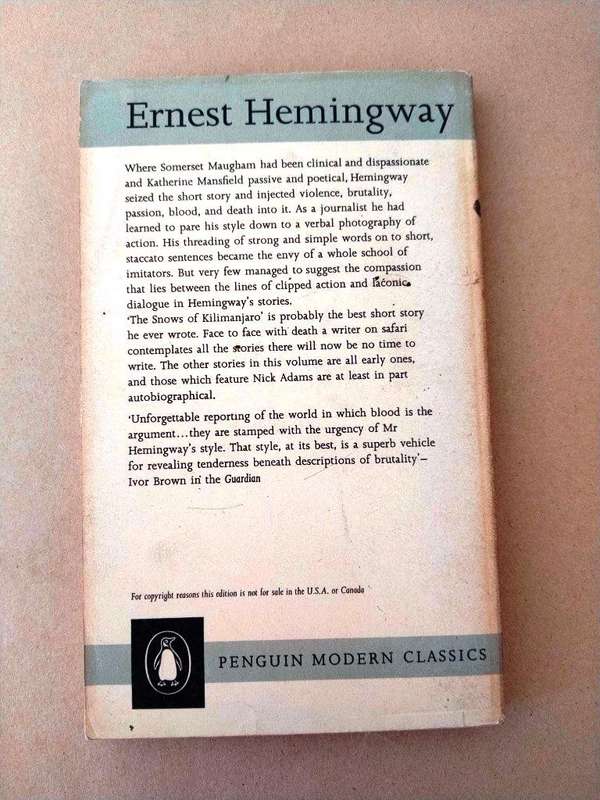 Ernest Hemingway
Where Somerset Maugham had been clinical and dispassionate
and Katherine Mansfield passive and poetical, Hemingway
seized the short story and injected violence, brutality,
passion, blood, and death into it. As a journalist he had
learned to pare his style down to a verbal photography of
action. His threading of strong and simple words on to short,
staccato sentences became the envy of a whole school of
imitators. But very few managed to suggest the compassion
that lies between the lines of clipped action and laconic
dialogue in Hemingway's stories.
'The Snows of Kilimanjaro' is probably the best short story
he ever wrote. Face to face with death a writer on safari
contemplates all the stories there will now be no time to
write. The other stories in this volume are all early ones,
and those which feature Nick Adams are at least in part
autobiographical.
'Unforgettable reporting of the world in which blood is the
argument...they are stamped with the urgency of Mr
Hemingway's style. That style, at its best, is a superb vehicle
for revealing tenderness beneath descriptions of brutality'–
Ivor Brown in the Guardian
For copyright reasons this edition is not for sale in the U.S.A. or Canada
PENGUIN MODERN CLASSICS